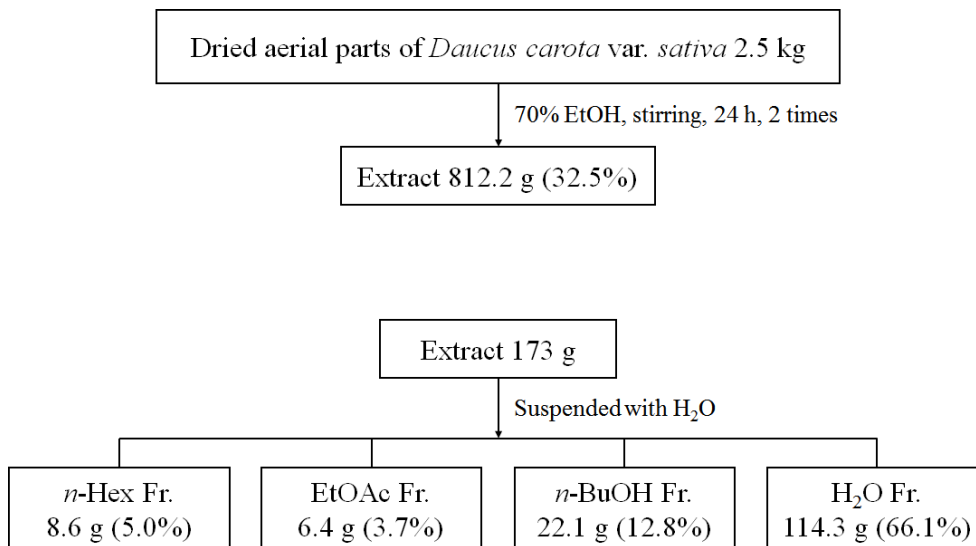 Dried aerial parts of Daucus carota var. sativa 2.5 kg
70% EtOH, stirring, 24 h, 2 times
Extract 812.2 g (32.5%)
Extract 173 g
Suspended with H₂O
n-Hex Fr.
8.6 g (5.0%)
EtOAc Fr.
6.4 g (3.7%)
n-BuOH Fr.
22.1 g (12.8%)
H₂O Fr.
114.3 g (66.1%)